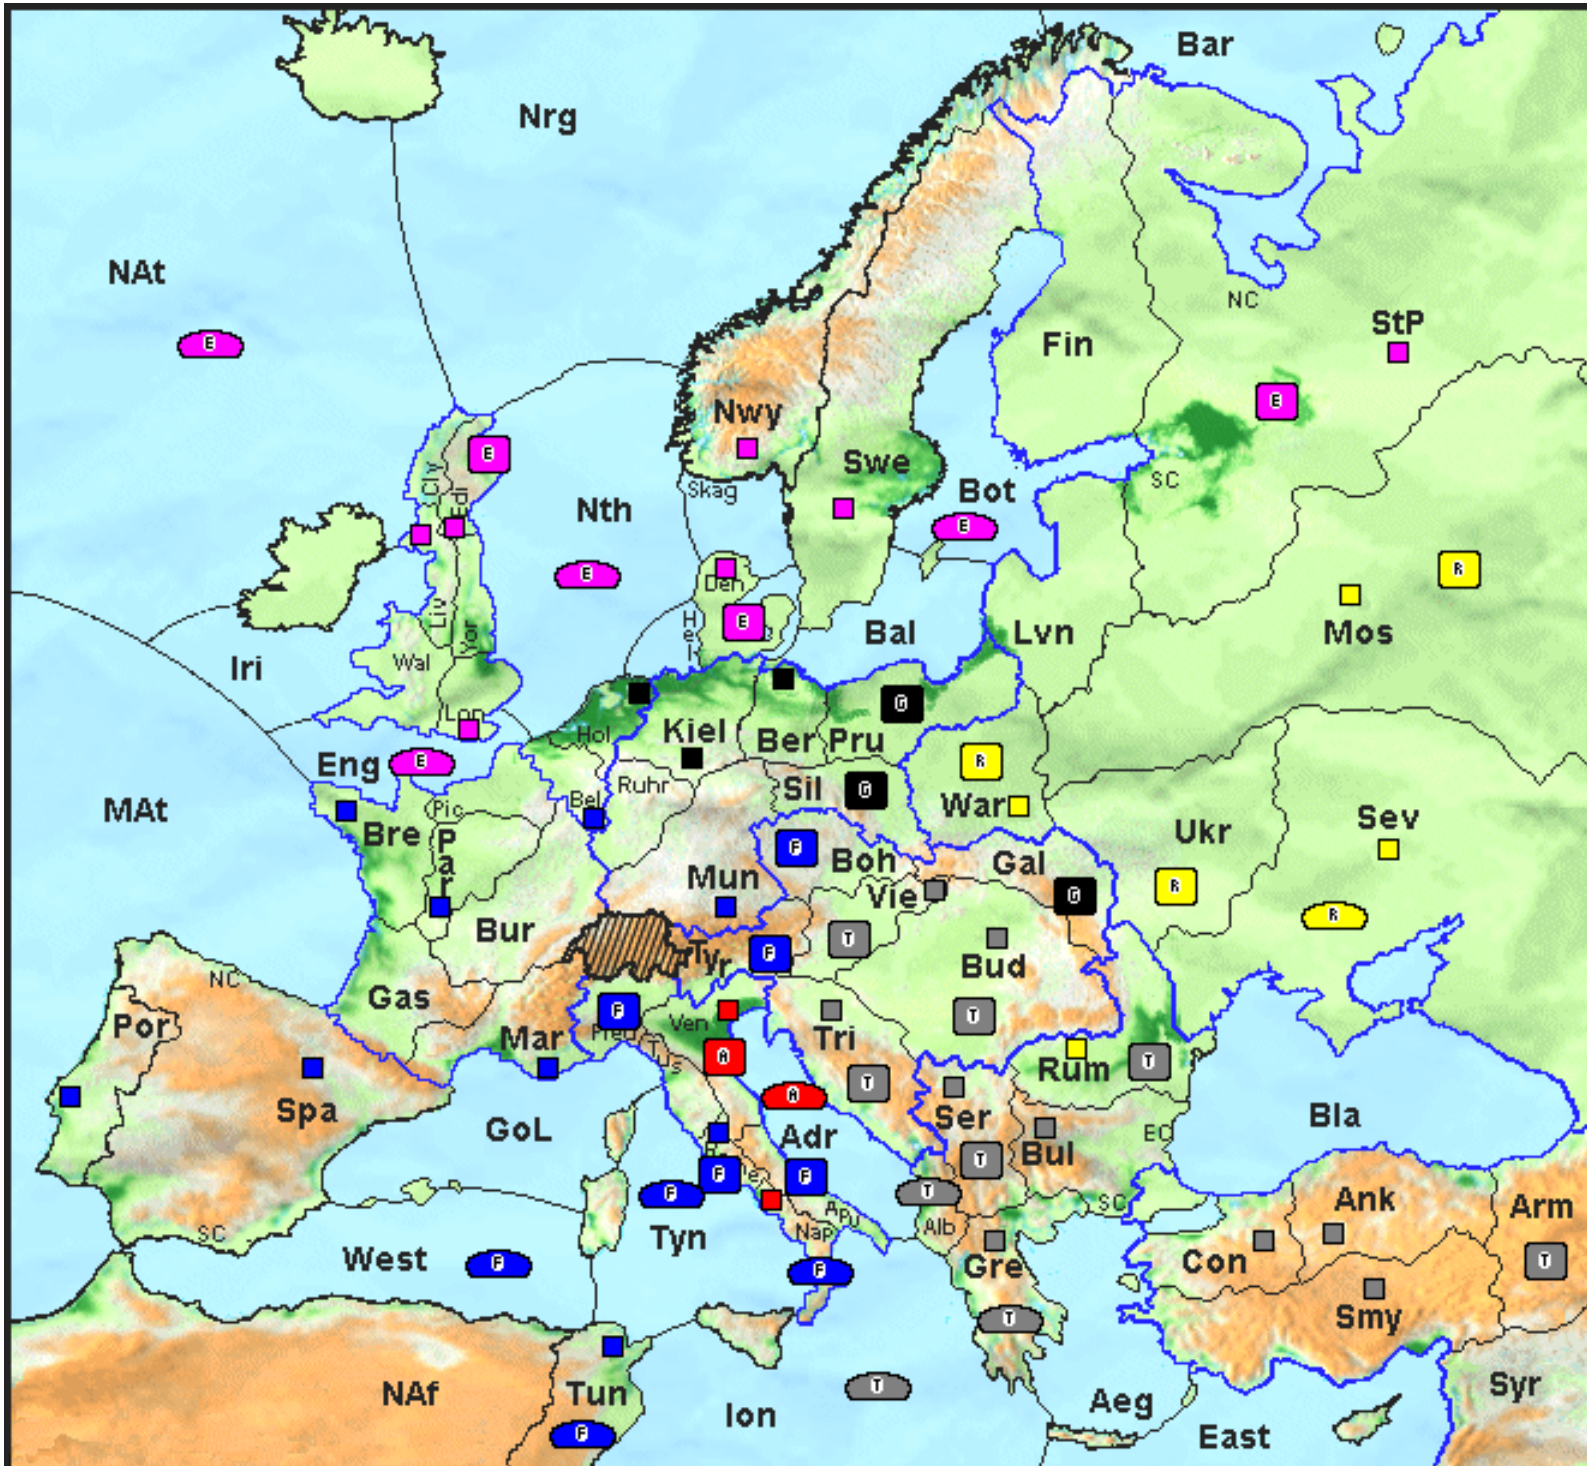 Bar
Nrg
NAt
E
NC
StP
Fin
E
Nwy
Swe
E
Cly
Edi
Skag
SC
Bot
Nth
E
E
R
Den
E
Hel
Liv
Yor
Bal
Lvn
Mos
Iri
Wal
Lon
G
Hol
Kiel
Ber
Pru
Eng
E
R
Ruhr
Sil
G
War
MAt
Pic
Bel
Bre
Par
Ukr
Sev
F
Boh
Gal
Mun
Vie
G
R
R
Bur
T
F
Tyr
Bud
NC
Gas
F
T
Por
Ven
Tri
Mar
Pied
Tus
A
Rum
T
T
A
Spa
Ser
GoL
Adr
Bul
EC
Bla
T
F
F
F
T
Ank
Arm
SC
Apu
Alb
SC
Nap
SC
Tyn
West
F
F
Gre
Con
T
T
Smy
NAf
Tun
T
Ion
Aeg
Syr
F
East